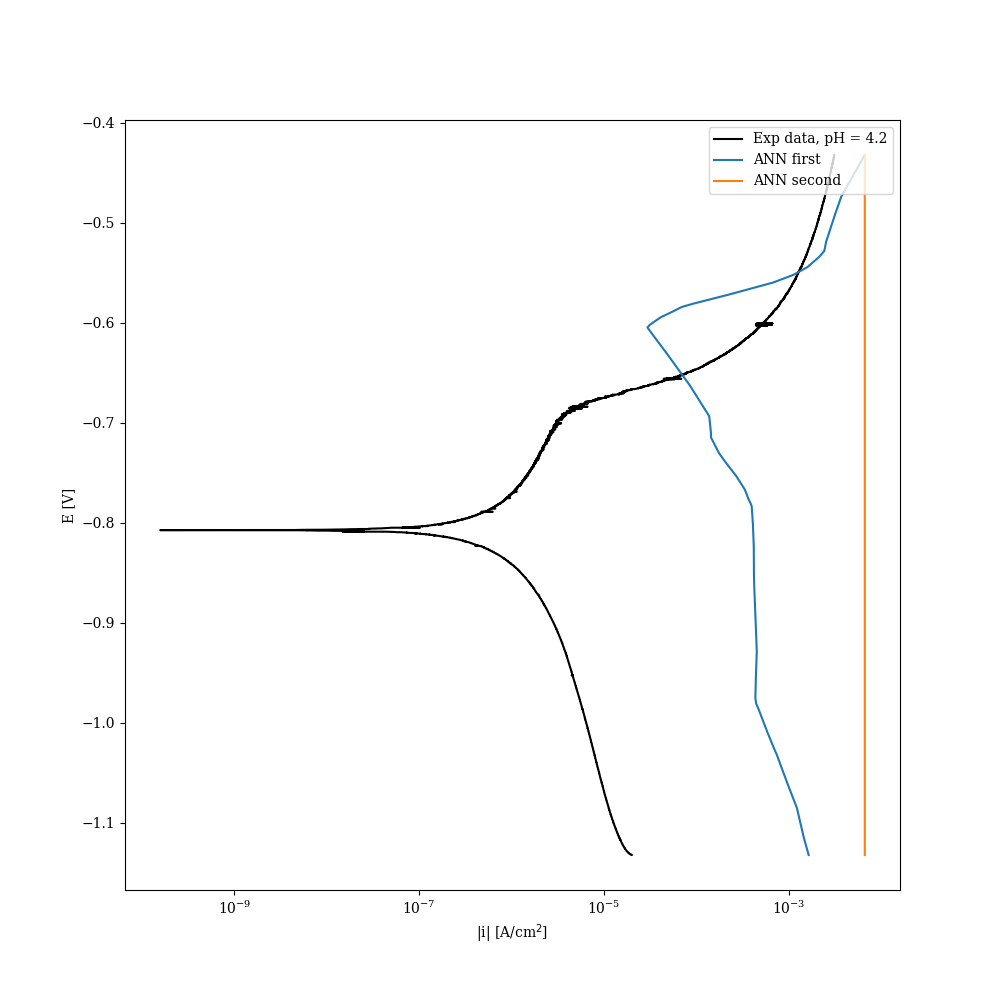 Exp data, pH = 4.2
ANN first
ANN second
−0.4
−0.5
−0.6
−0.7
−0.8
−0.9
−1.0
−1.1
E [V]
10⁻⁹
10⁻⁷
10⁻⁵
10⁻³
|i| [A/cm²]